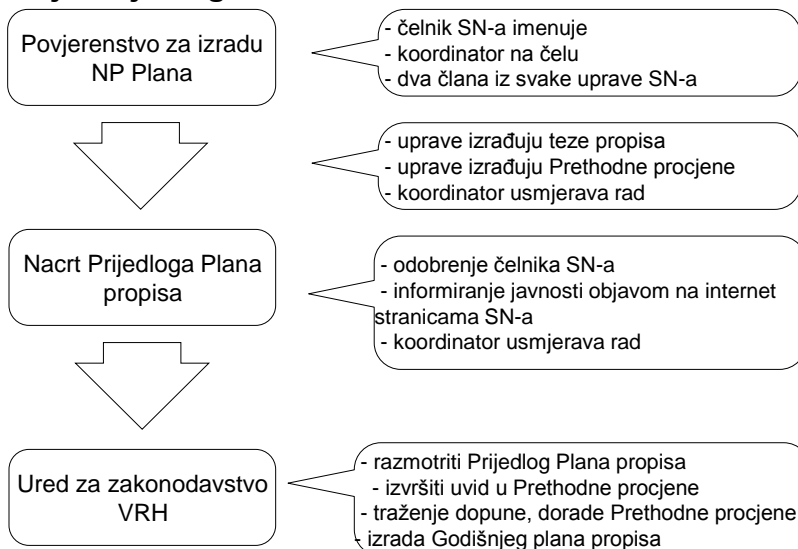 Povjerenstvo za izradu
NP Plana
- čelnik SN-a imenuje
- koordinator na čelu
- dva člana iz svake uprave SN-a
- uprave izrađuju teze propisa
- uprave izrađuju Prethodne procjene
- koordinator usmjerava rad
Nacrt Prijedloga Plana
propisa
- odobrenje čelnika SN-a
- informiranje javnosti objavom na internet
stranicama SN-a
- koordinator usmjerava rad
Ured za zakonodavstvo
VRH
- razmotriti Prijedlog Plana propisa
- izvršiti uvid u Prethodne procjene
- traženje dopune, dorade Prethodne procjene
- izrada Godišnjeg plana propisa